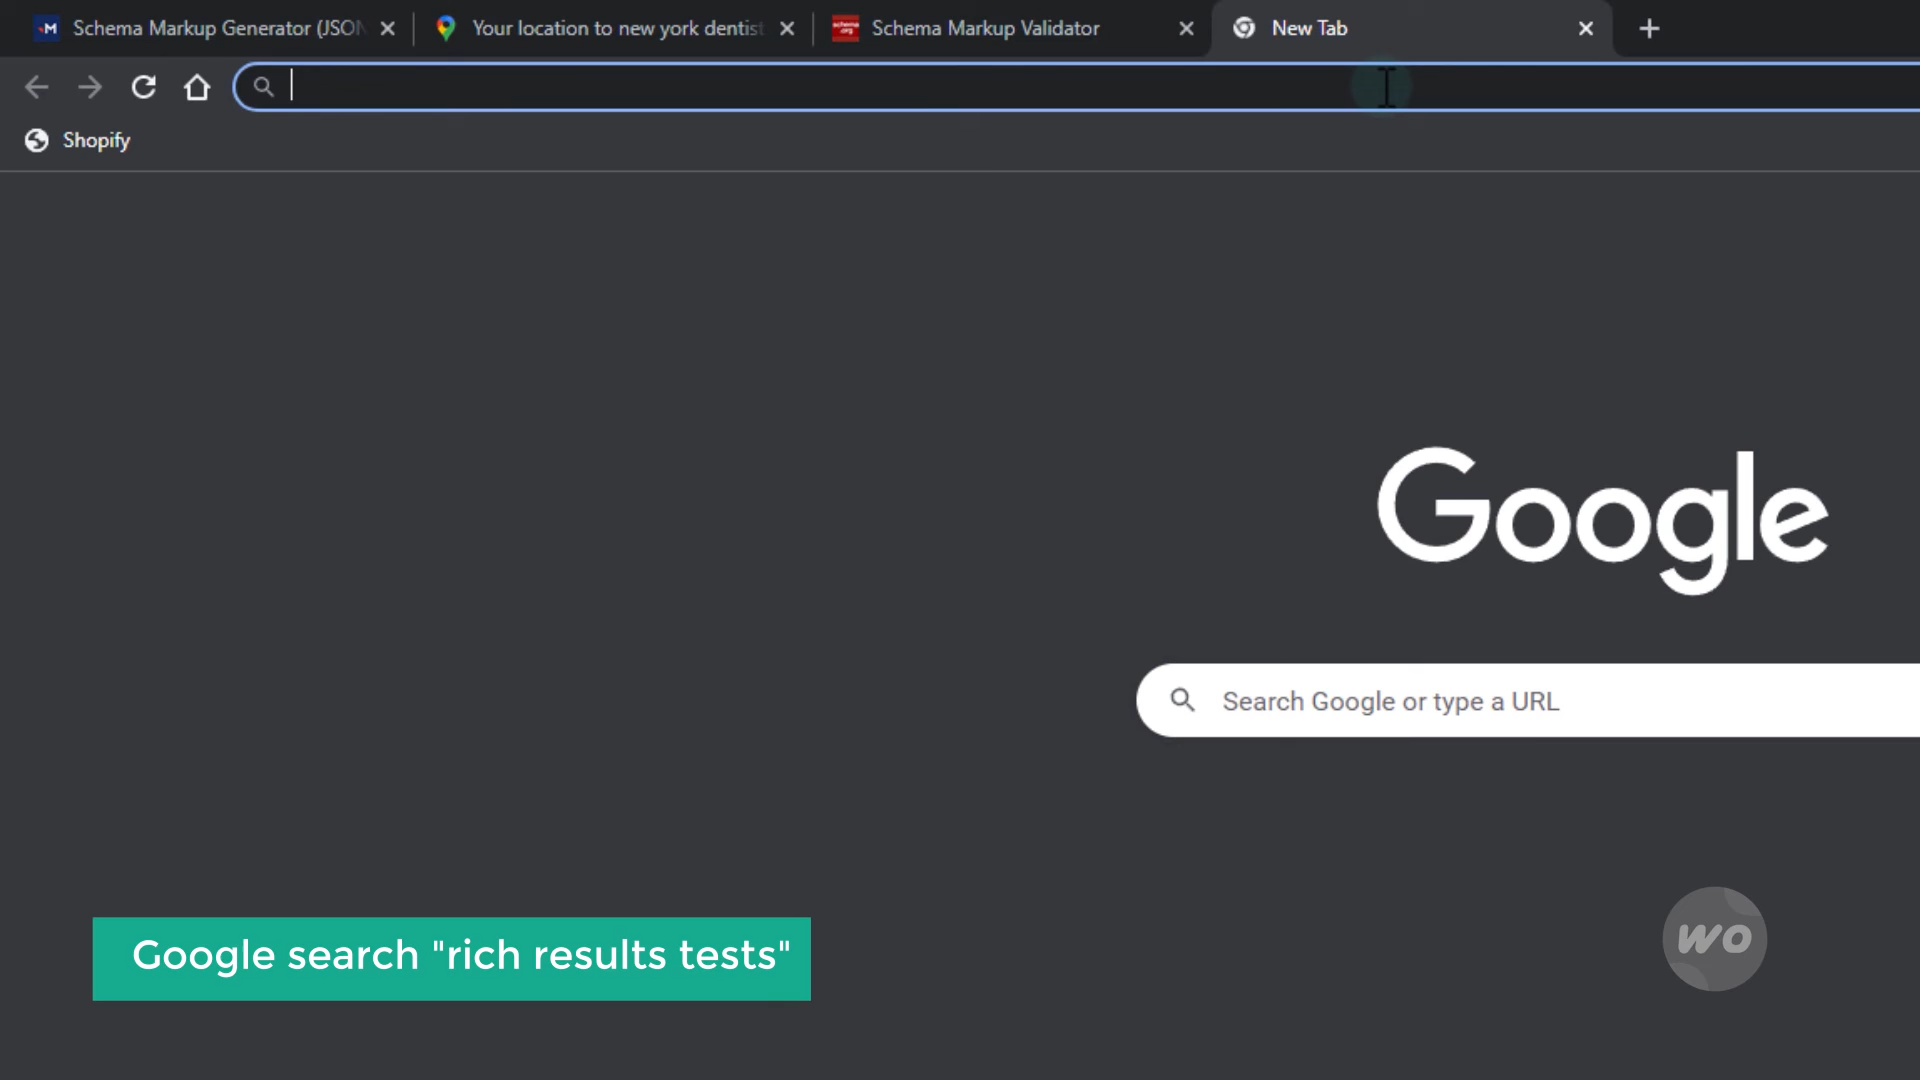 Schema Markup Generator (JSON
Your location to new york dentist
Schema Markup Validator
New Tab
Shopify
Google
Search Google or type a URL
Google search "rich results tests"
wo